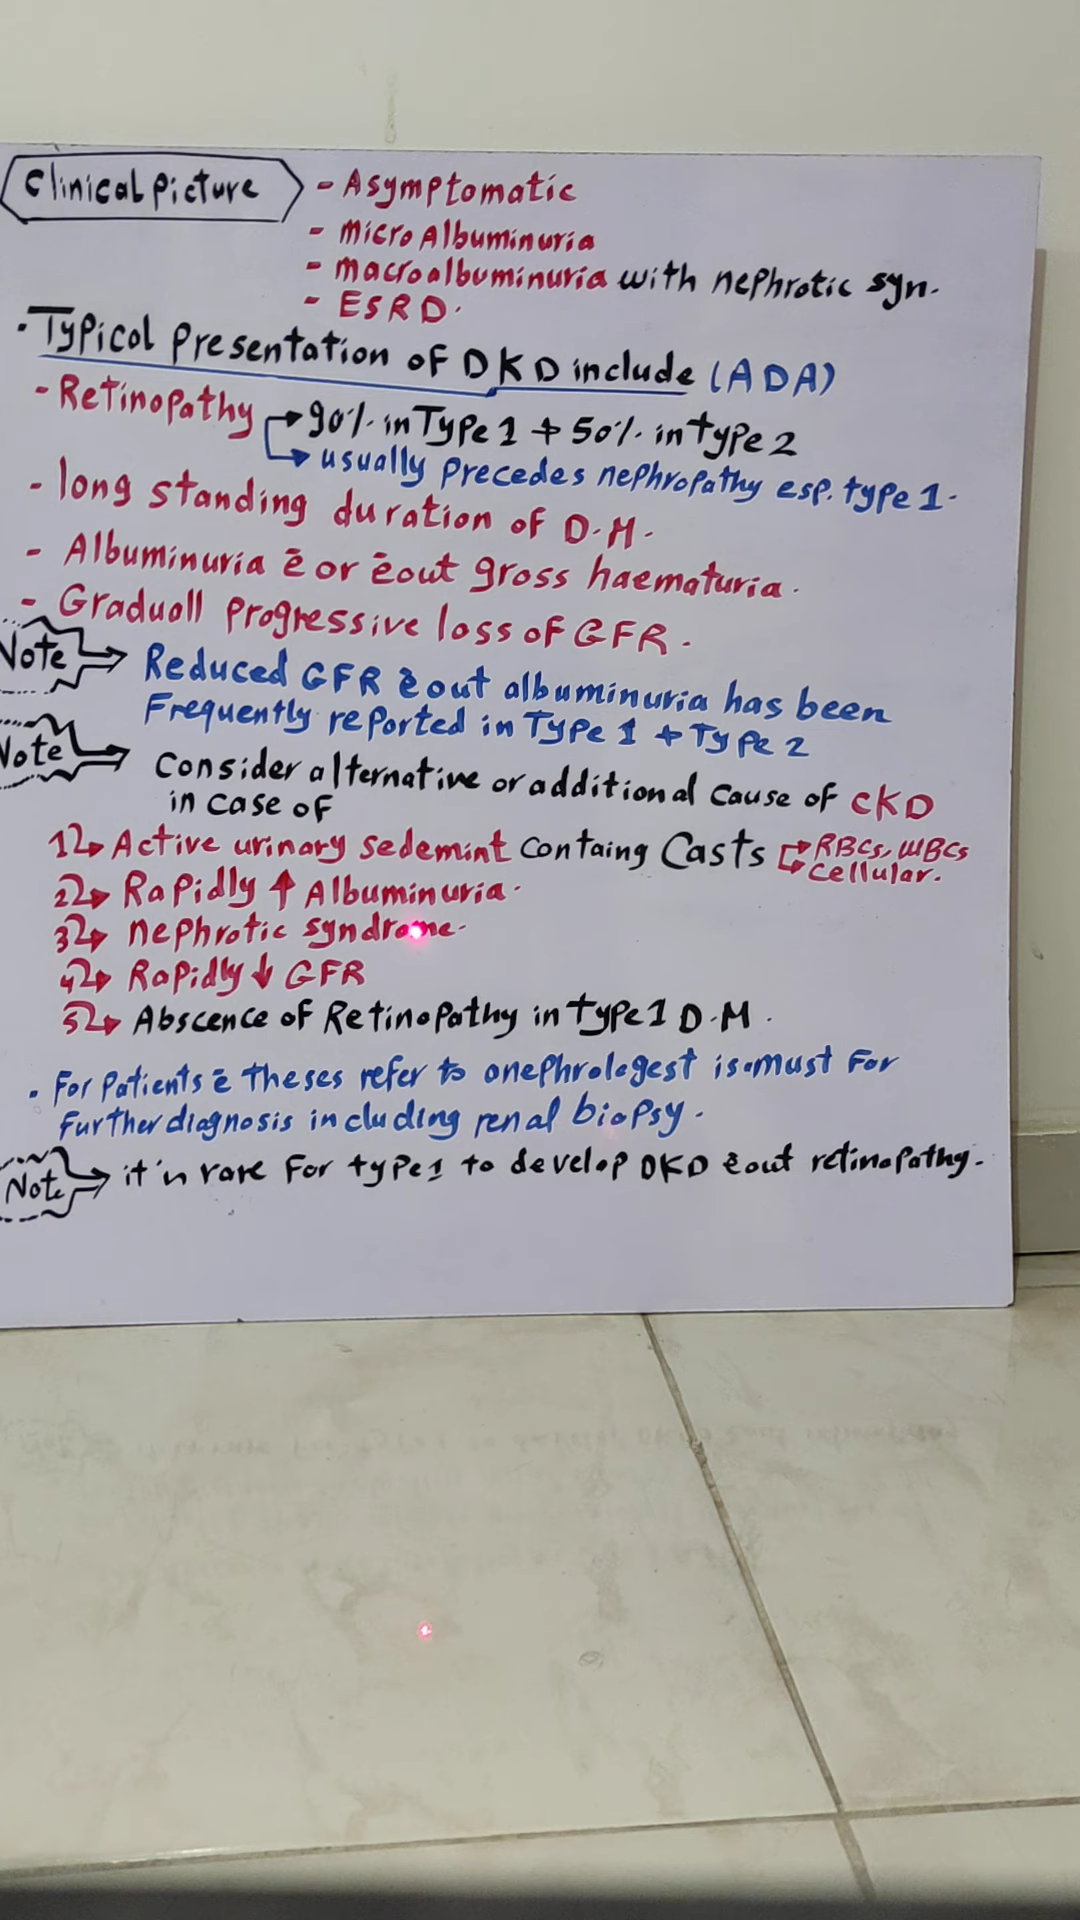 Clinical Picture
- Asymptomatic
- micro Albuminuria
- macroalbuminuria with nephrotic syn.
- ESRD.
. Typical Presentation of DKD include (ADA)
- Retinopathy → 90% in Type 1 + 50% in type 2
→ usually precedes nephropathy esp. type 1.
- long standing duration of D.M.
- Albuminuria c̄ or c̄out gross haematuria.
- Graduall progressive loss of GFR.
Note → Reduced GFR c̄out albuminuria has been
Frequently reported in Type 1 + Type 2
Note → Consider alternative or additional cause of CKD
in case of
1 → Active urinary sedemint containg Casts → RBCs, WBCs
→ cellular.
2 → Rapidly ↑ Albuminuria.
3 → nephrotic syndrome.
4 → Rapidly ↓ GFR
5 → Abscence of Retinopathy in type 1 D.M.
. For Patients c̄ theses refer to onephrologest is a must For
Further diagnosis including renal biopsy.
Note → it is rare For type 1 to develop DKD c̄out retinopathy.